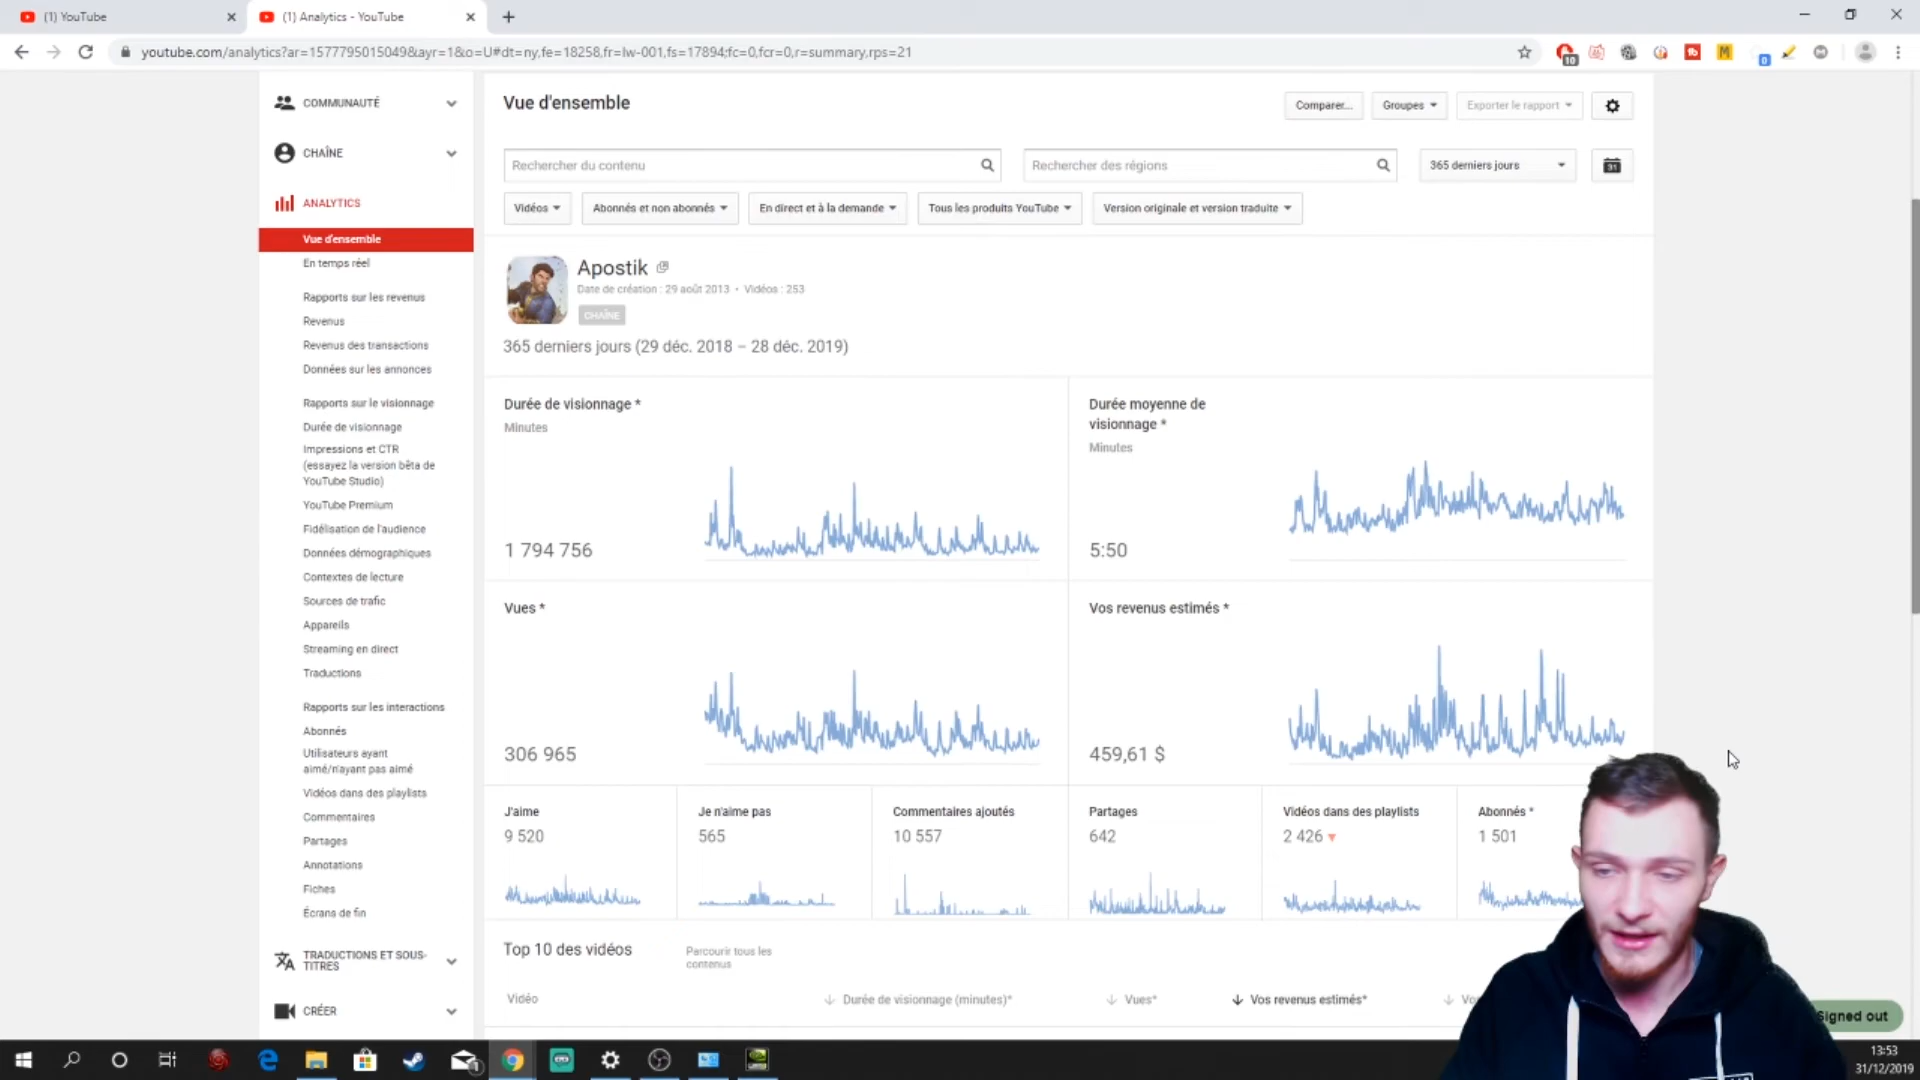 (1) YouTube
(1) Analytics - YouTube
youtube.com/analytics?ar=1577795015049&ayr=1&o=U#dt=ny,fe=18258,fr=lw-001,fs=17894;fc=0,fcr=0,r=summary,rps=21
10
0
COMMUNAUTÉ
CHAÎNE
ANALYTICS
Vue d'ensemble
En temps réel
Rapports sur les revenus
Revenus
Revenus des transactions
Données sur les annonces
Rapports sur le visionnage
Durée de visionnage
Impressions et CTR
(essayez la version bêta de
YouTube Studio)
YouTube Premium
Fidélisation de l'audience
Données démographiques
Contextes de lecture
Sources de trafic
Appareils
Streaming en direct
Traductions
Rapports sur les interactions
Abonnés
Utilisateurs ayant
aimé/n'ayant pas aimé
Vidéos dans des playlists
Commentaires
Partages
Annotations
Fiches
Écrans de fin
TRADUCTIONS ET SOUS-
TITRES
CRÉER
Vue d'ensemble
Comparer...
Groupes
Exporter le rapport
Rechercher du contenu
Rechercher des régions
365 derniers jours
31
Vidéos
Abonnés et non abonnés
En direct et à la demande
Tous les produits YouTube
Version originale et version traduite
Apostik
Date de création : 29 août 2013 • Vidéos : 253
CHAÎNE
365 derniers jours (29 déc. 2018 – 28 déc. 2019)
Durée de visionnage *
Minutes
1 794 756
Durée moyenne de
visionnage *
Minutes
5:50
Vues *
306 965
Vos revenus estimés *
459,61 $
J'aime
9 520
Je n'aime pas
565
Commentaires ajoutés
10 557
Partages
642
Vidéos dans des playlists
2 426
Abonnés *
1 501
Top 10 des vidéos
Parcourir tous les
contenus
Vidéo
Durée de visionnage (minutes)*
Vues*
Vos revenus estimés*
Signed out
13:53
31/12/2019